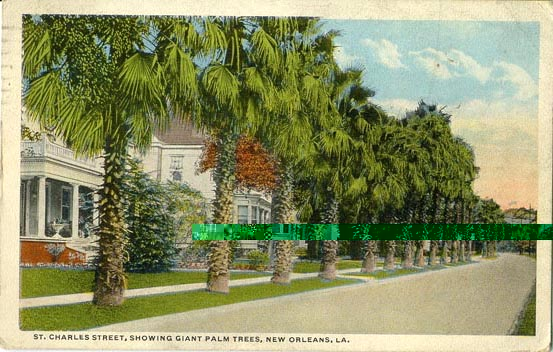 ST. CHARLES STREET, SHOWING GIANT PALM TREES, NEW ORLEANS, LA.